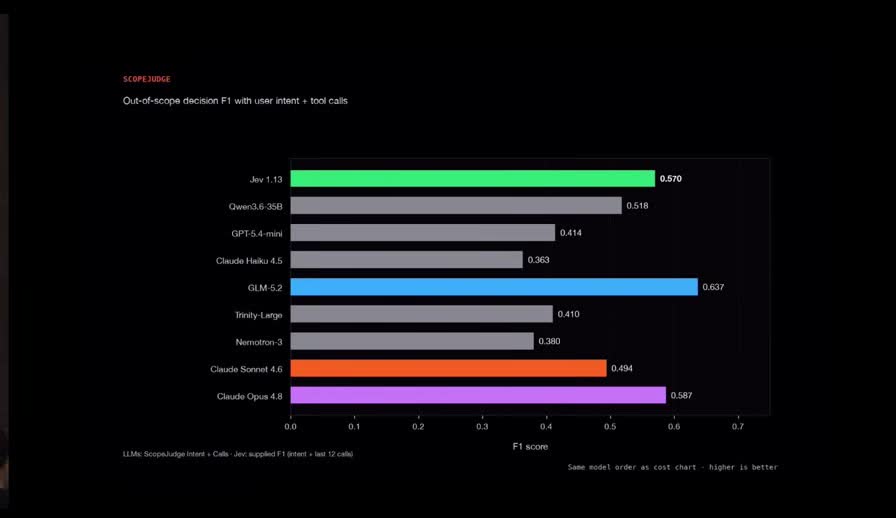 SCOPEJUDGE
Out-of-scope decision F1 with user intent + tool calls
Jev 1.13 0.570
Qwen3.6-35B 0.518
GPT-5.4-mini 0.414
Claude Haiku 4.5 0.363
GLM-5.2 0.637
Trinity-Large 0.410
Nemotron-3 0.380
Claude Sonnet 4.6 0.494
Claude Opus 4.8 0.587
0.0 0.1 0.2 0.3 0.4 0.5 0.6 0.7
F1 score
LLMs: ScopeJudge Intent + Calls · Jev: supplied F1 (intent + last 12 calls)
Same model order as cost chart · higher is better